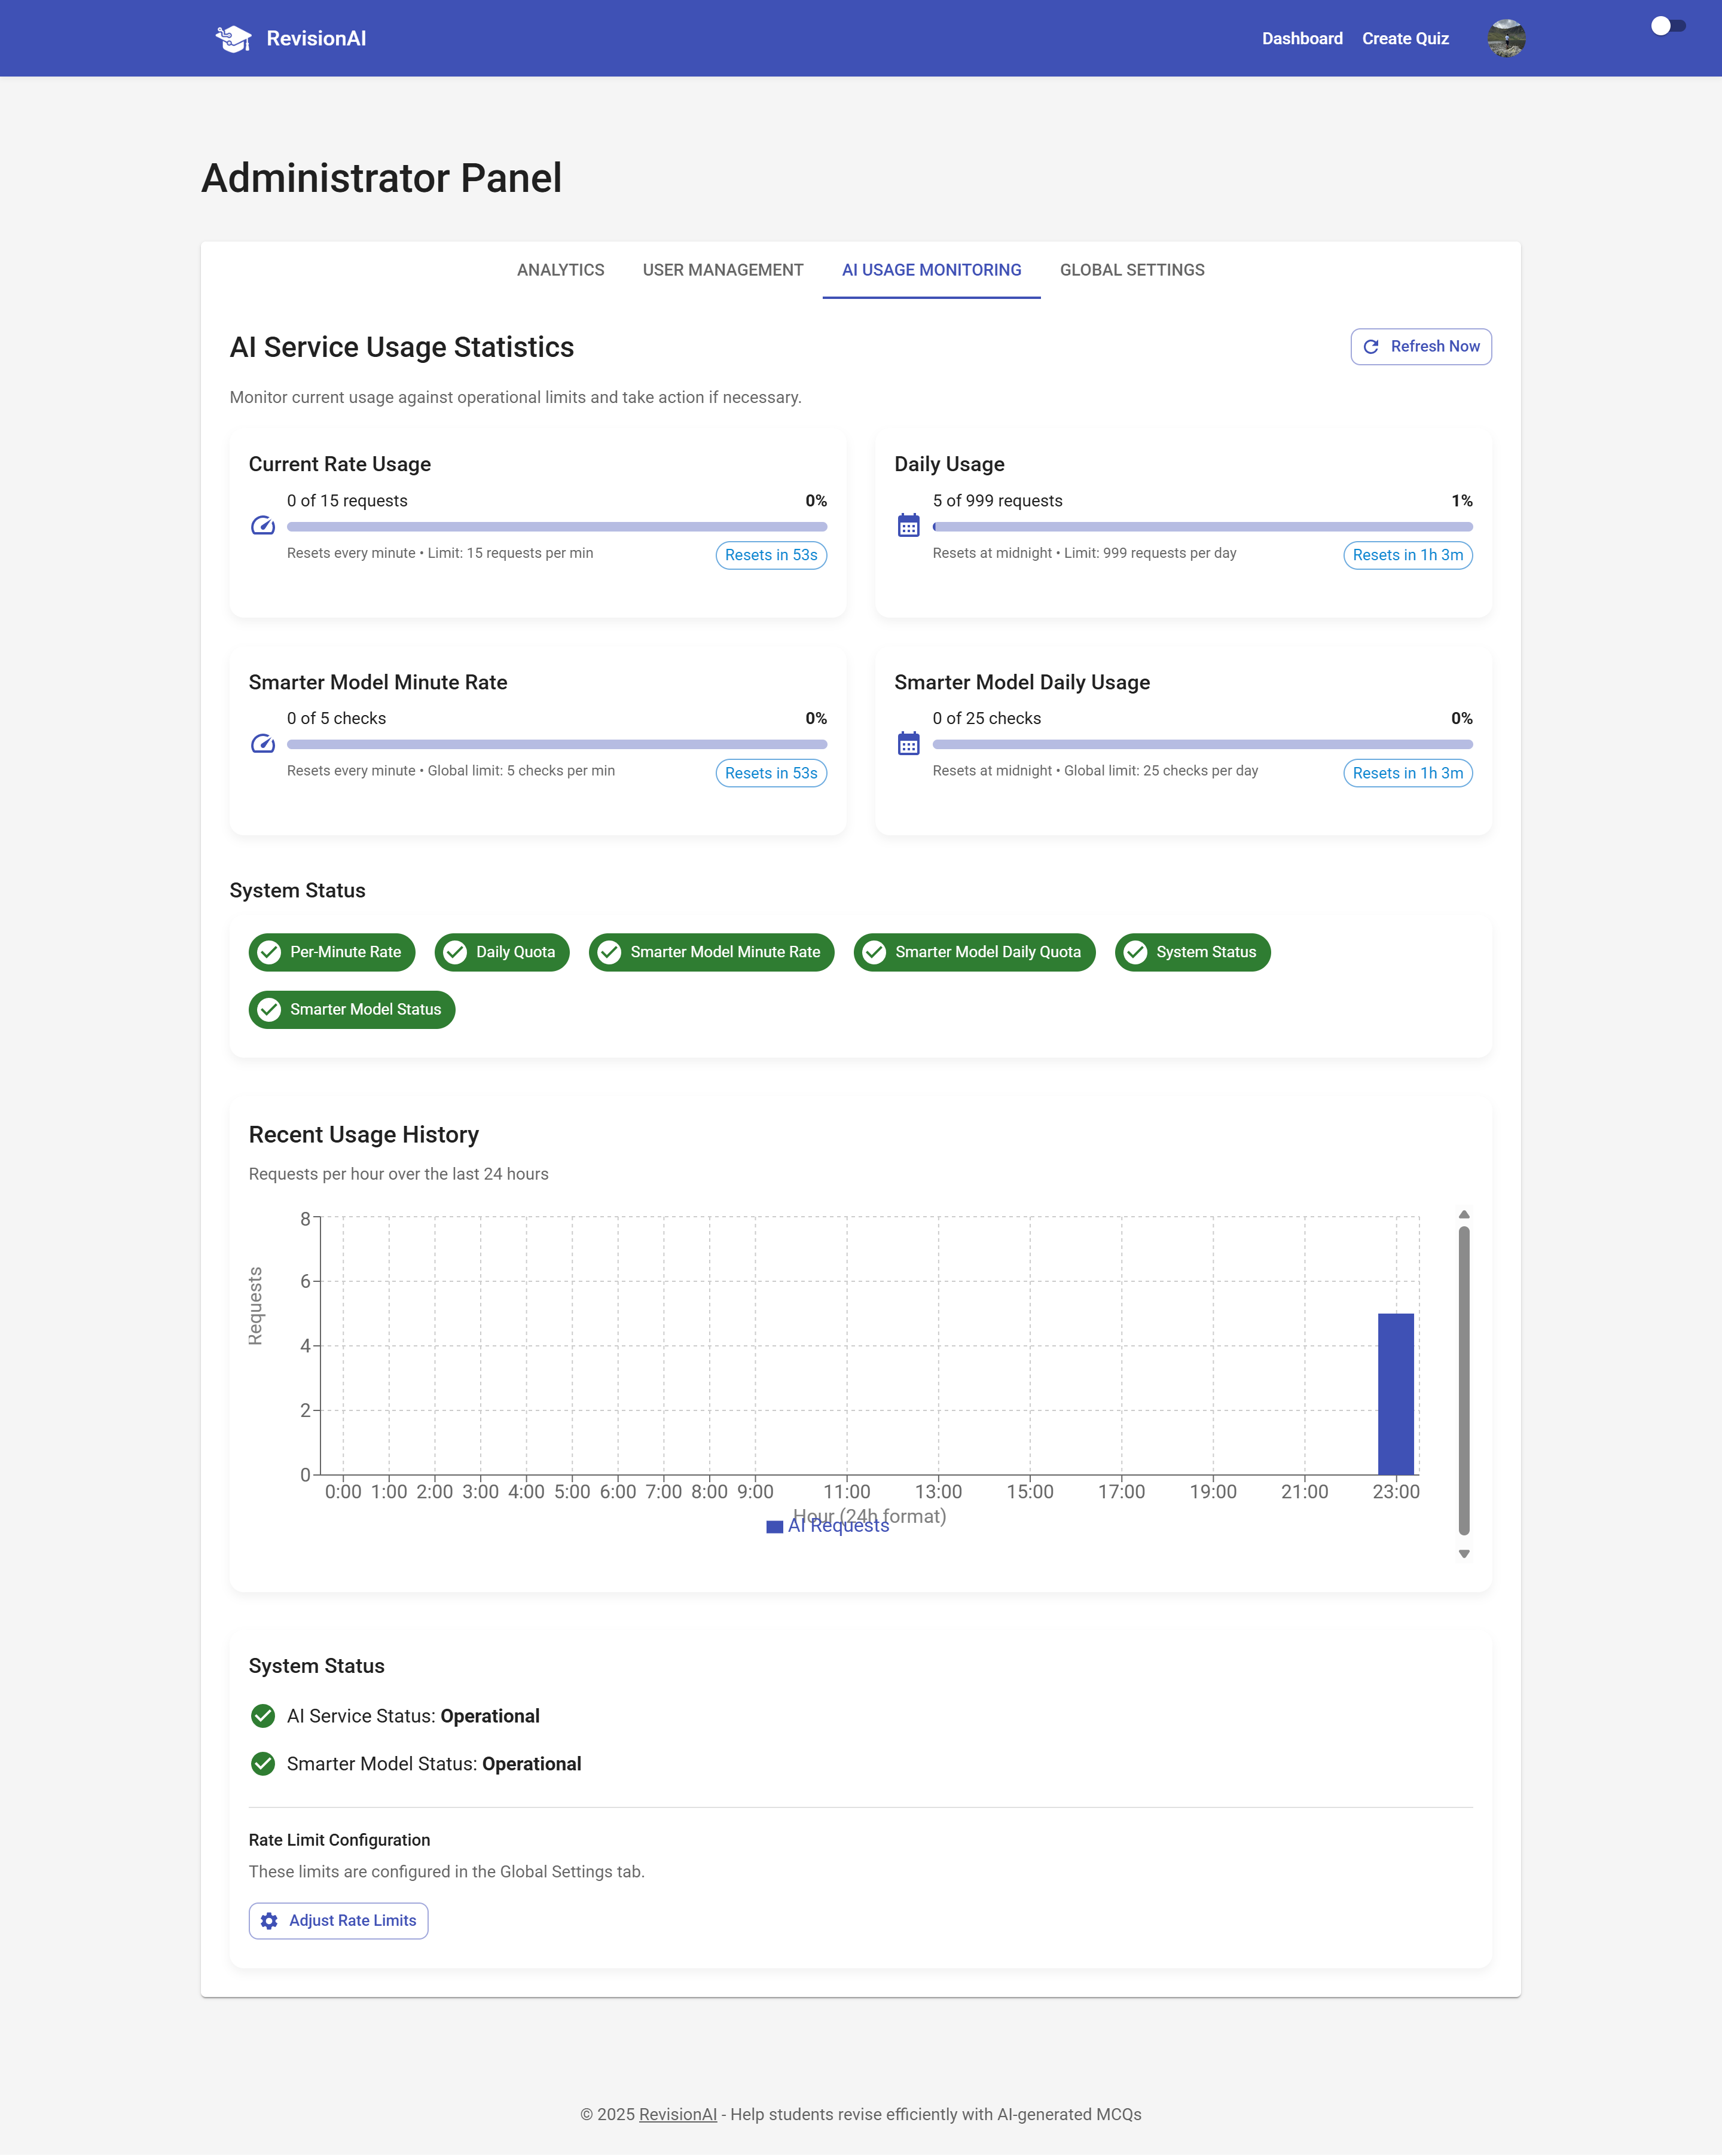 RevisionAI
Dashboard Create Quiz
Administrator Panel
ANALYTICS USER MANAGEMENT AI USAGE MONITORING GLOBAL SETTINGS
AI Service Usage Statistics
Refresh Now
Monitor current usage against operational limits and take action if necessary.
Current Rate Usage
0 of 15 requests 0%
Resets every minute • Limit: 15 requests per min
Resets in 53s
Daily Usage
5 of 999 requests 1%
Resets at midnight • Limit: 999 requests per day
Resets in 1h 3m
Smarter Model Minute Rate
0 of 5 checks 0%
Resets every minute • Global limit: 5 checks per min
Resets in 53s
Smarter Model Daily Usage
0 of 25 checks 0%
Resets at midnight • Global limit: 25 checks per day
Resets in 1h 3m
System Status
Per-Minute Rate Daily Quota Smarter Model Minute Rate Smarter Model Daily Quota System Status
Smarter Model Status
Recent Usage History
Requests per hour over the last 24 hours
Requests
8
6
4
2
0
0:00 1:00 2:00 3:00 4:00 5:00 6:00 7:00 8:00 9:00 11:00 13:00 15:00 17:00 19:00 21:00 23:00
Hour (24h format)
AI Requests
System Status
AI Service Status: Operational
Smarter Model Status: Operational
Rate Limit Configuration
These limits are configured in the Global Settings tab.
Adjust Rate Limits
© 2025 RevisionAI - Help students revise efficiently with AI-generated MCQs